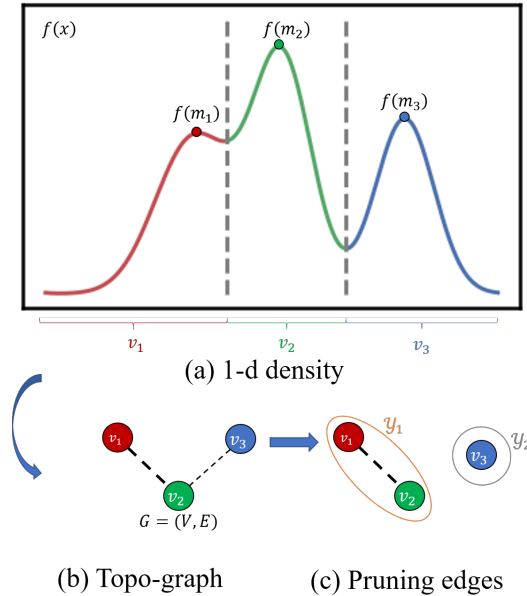 f(x)
f(m₂)
f(m₁)
f(m₃)
v₁
v₂
v₃
(a) 1-d density
v₁
v₃
v₂
G = (V, E)
𝒴₁
v₁
v₂
v₃
𝒴₂
(b) Topo-graph
(c) Pruning edges